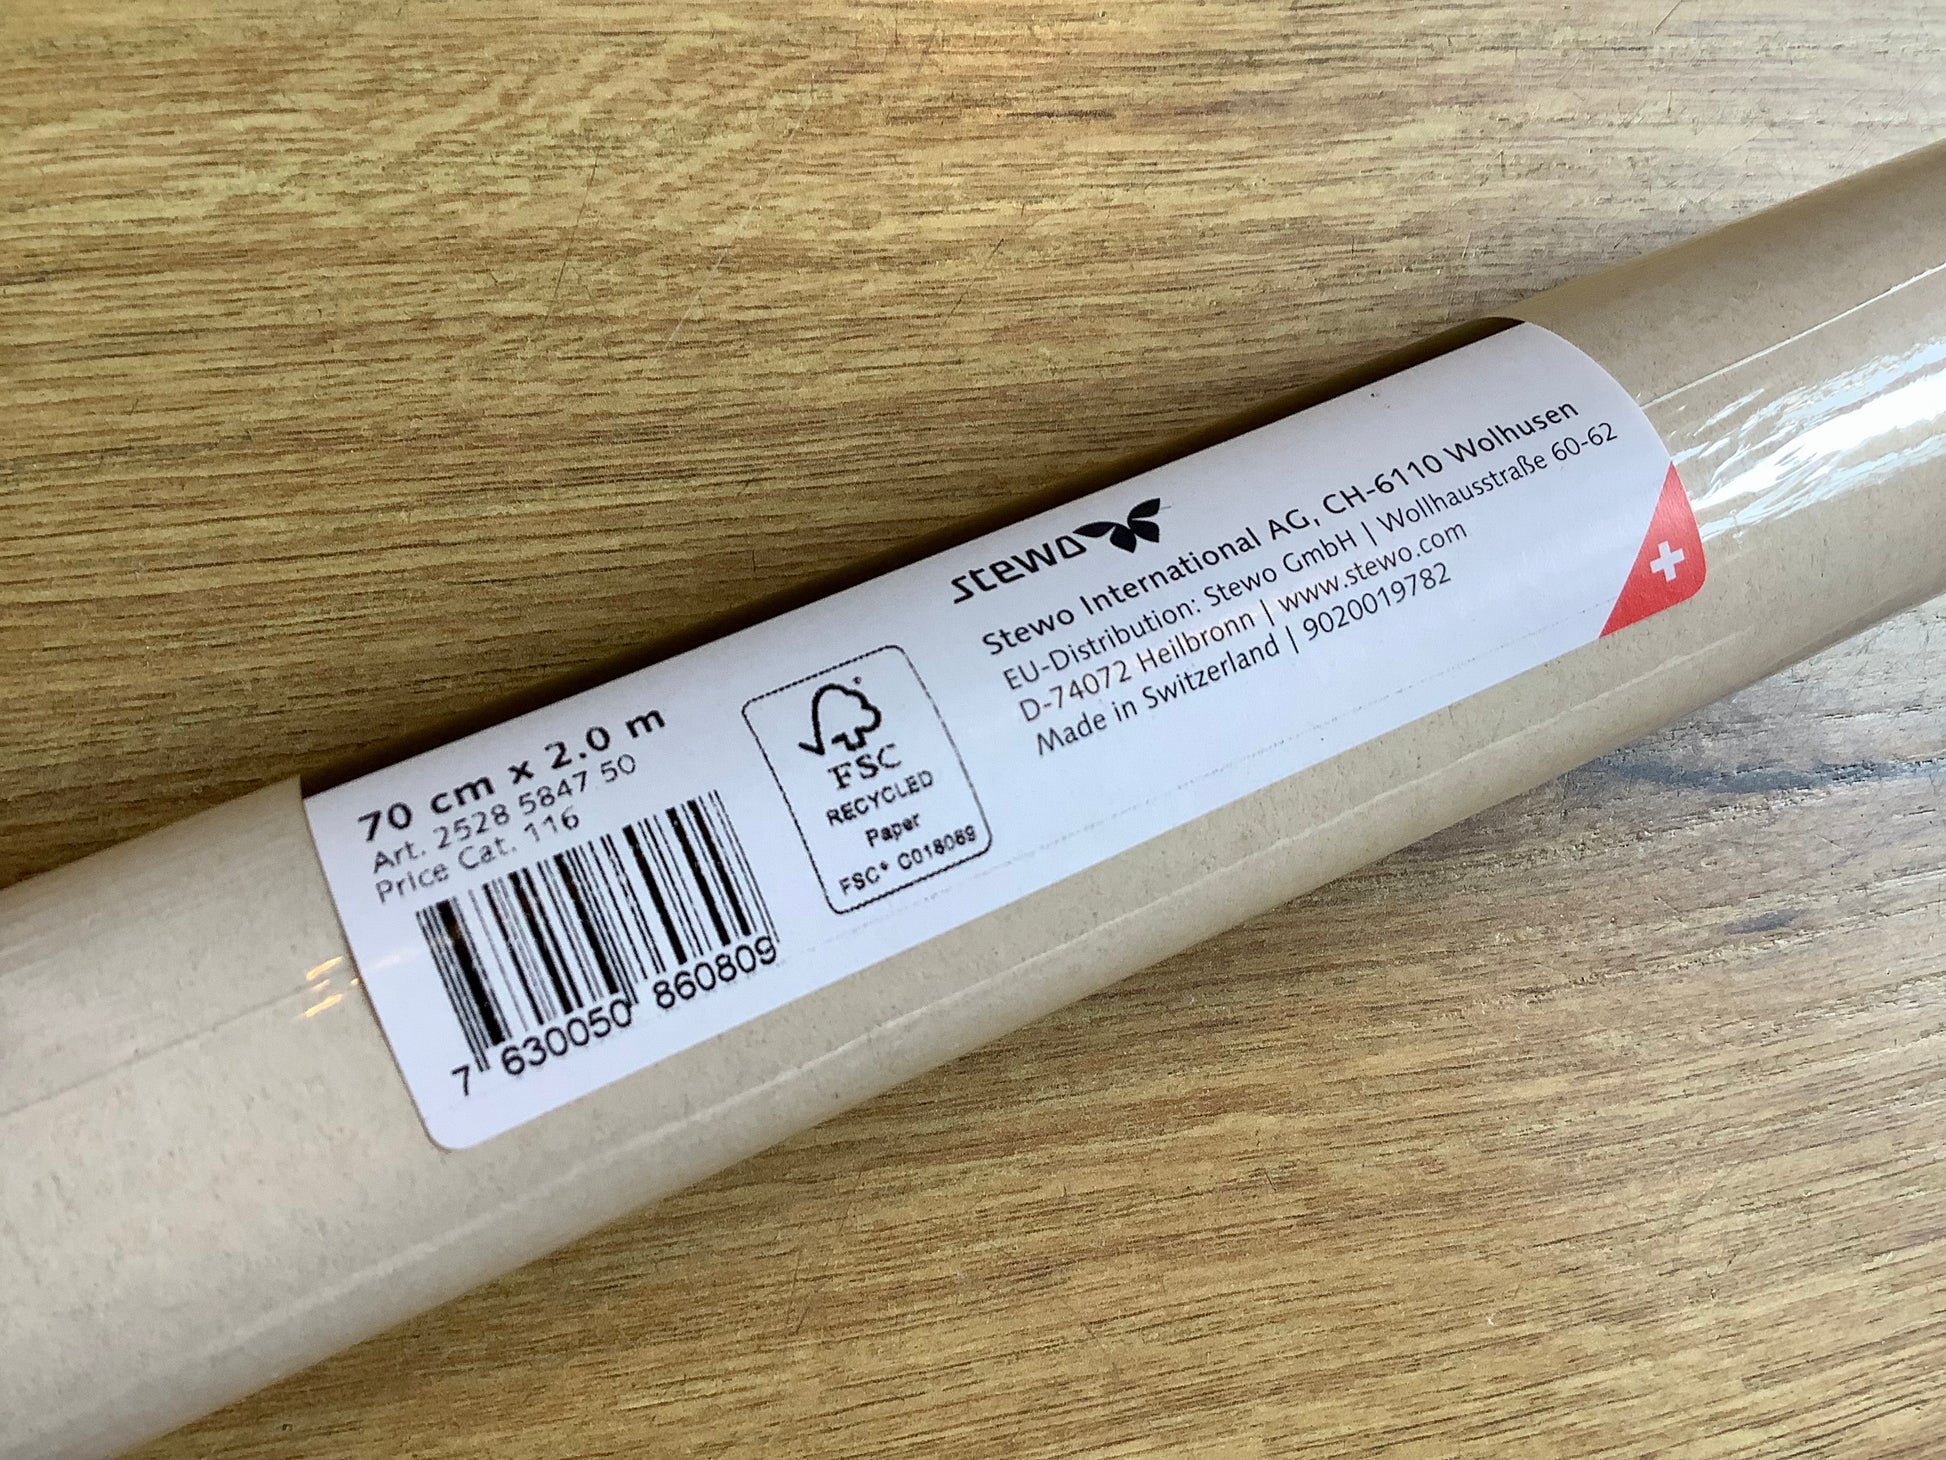 70 cm x 2.0 m
Art. 2528 5847 50
Price Cat. 116
7 630050 860809
FSC
RECYCLED
Paper
FSC® C018089
stewo
Stewo International AG, CH-6110 Wolhusen
EU-Distribution: Stewo GmbH | Wollhausstraße 60-62
D-74072 Heilbronn | www.stewo.com
Made in Switzerland | 9020019782